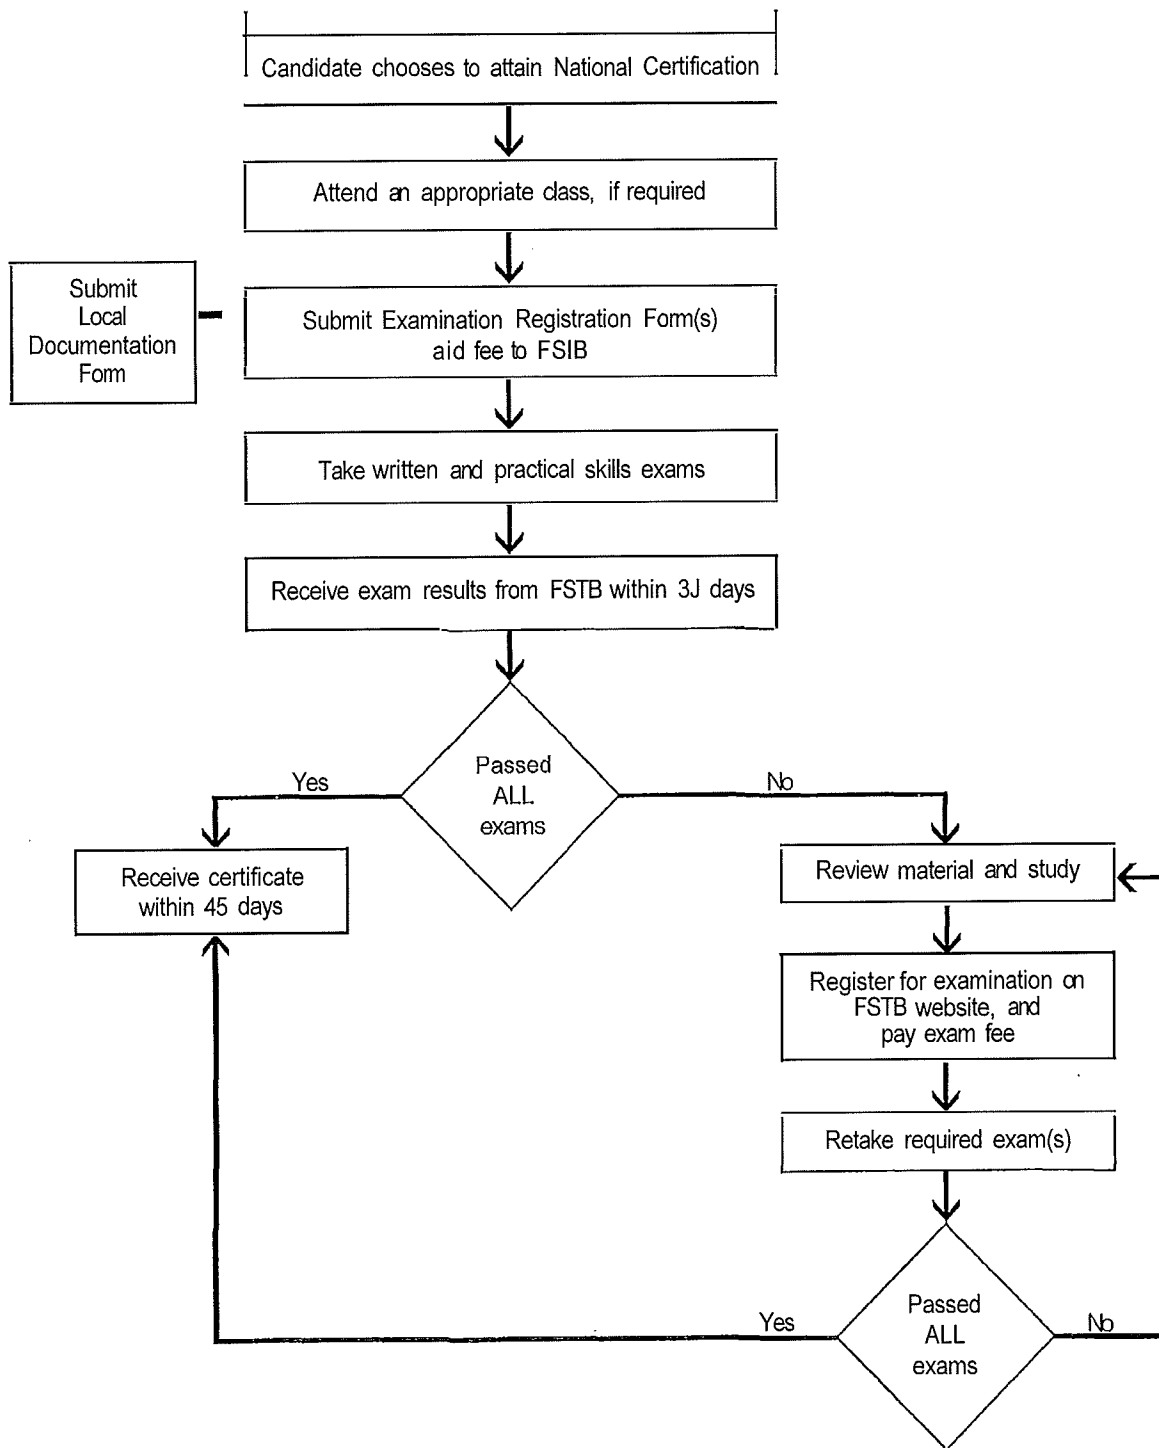 Candidate chooses to attain National Certification
Attend an appropriate class, if required
Submit
Local
Documentation
Form
Submit Examination Registration Form(s)
aid fee to FSIB
Take written and practical skills exams
Receive exam results from FSTB within 3J days
Passed
ALL
exams
Yes
No
Receive certificate
within 45 days
Review material and study
Register for examination on
FSTB website, and
pay exam fee
Retake required exam(s)
Passed
ALL
exams
Yes
No